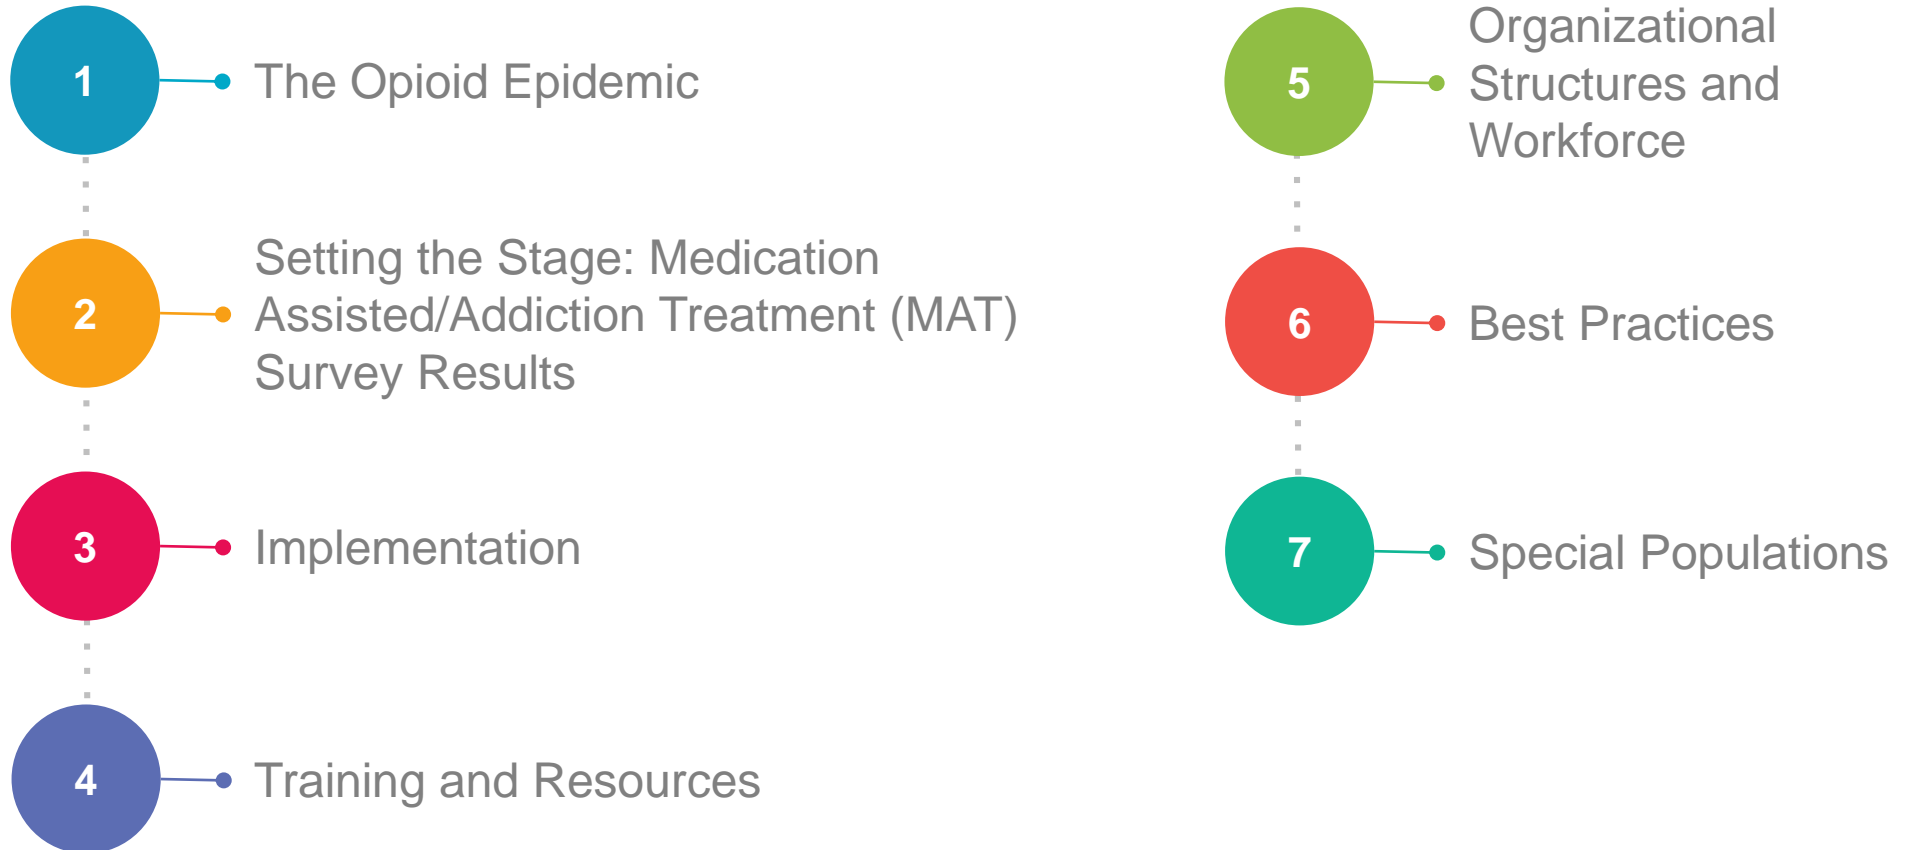 1
The Opioid Epidemic
2
Setting the Stage: Medication
Assisted/Addiction Treatment (MAT)
Survey Results
3
Implementation
4
Training and Resources
5
Organizational
Structures and
Workforce
6
Best Practices
7
Special Populations